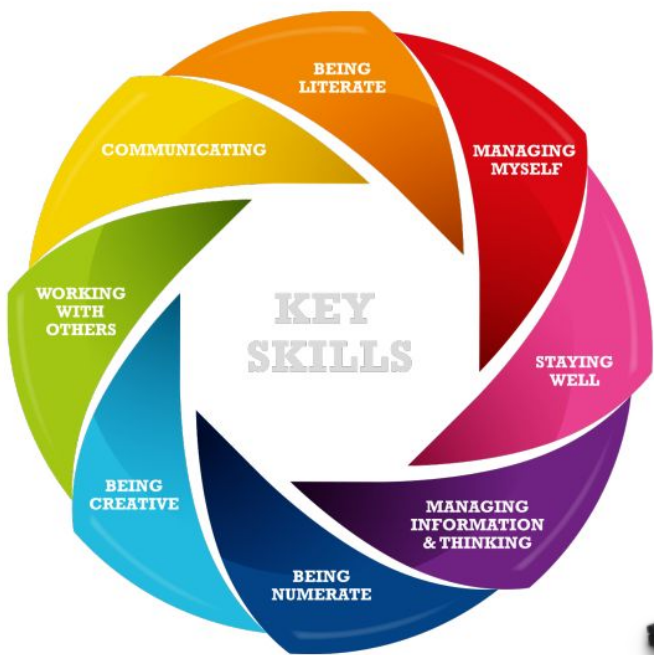 BEING
LITERATE
MANAGING
MYSELF
STAYING
WELL
MANAGING
INFORMATION
& THINKING
BEING
NUMERATE
BEING
CREATIVE
WORKING
WITH
OTHERS
COMMUNICATING
KEY
SKILLS